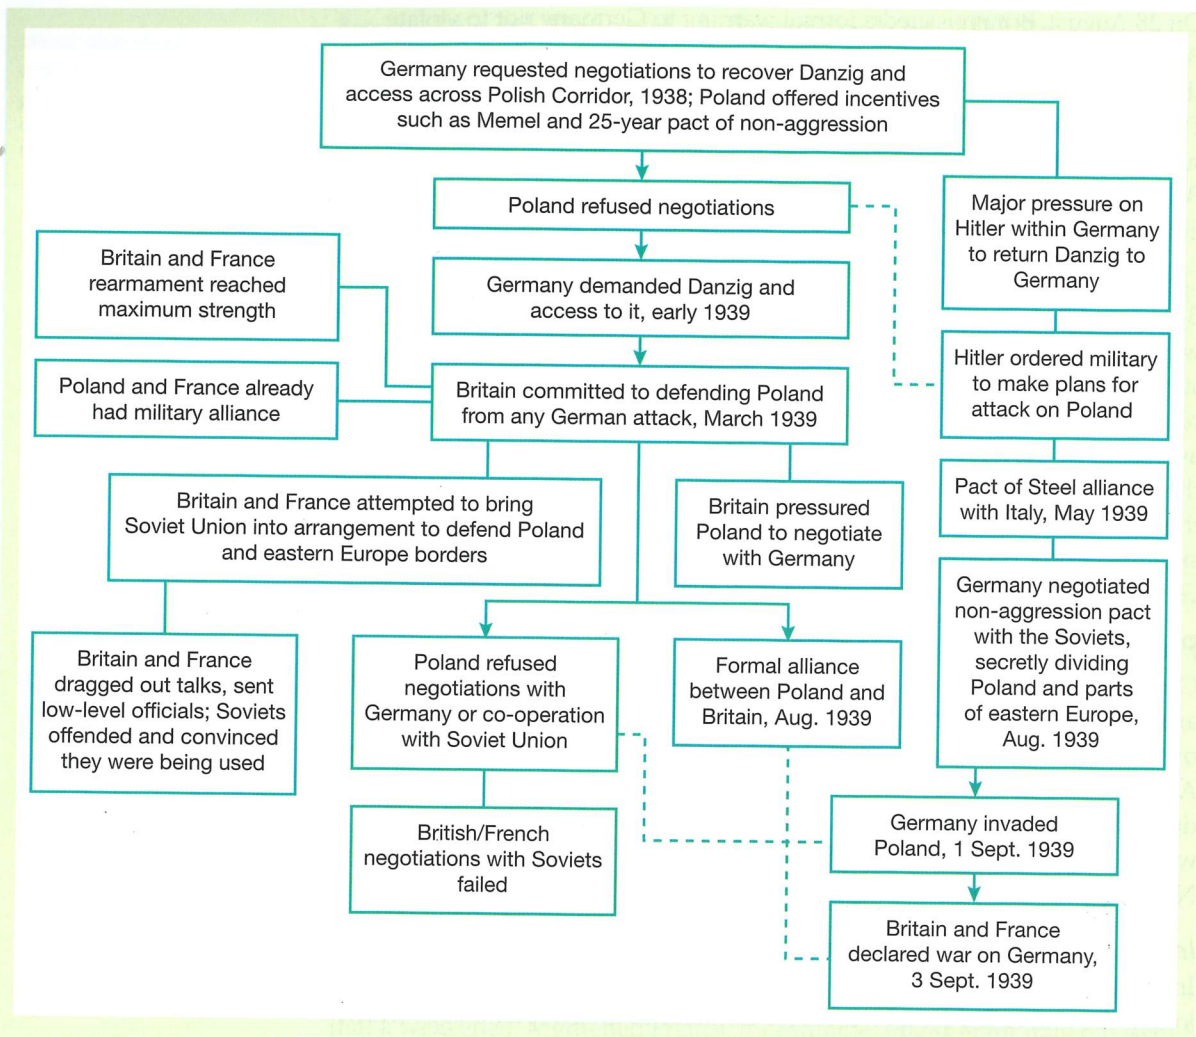 Germany requested negotiations to recover Danzig and
access across Polish Corridor, 1938; Poland offered incentives
such as Memel and 25-year pact of non-aggression
Poland refused negotiations
Major pressure on
Hitler within Germany
to return Danzig to
Germany
Britain and France
rearmament reached
maximum strength
Germany demanded Danzig and
access to it, early 1939
Hitler ordered military
to make plans for
attack on Poland
Poland and France already
had military alliance
Britain committed to defending Poland
from any German attack, March 1939
Pact of Steel alliance
with Italy, May 1939
Britain and France attempted to bring
Soviet Union into arrangement to defend Poland
and eastern Europe borders
Britain pressured
Poland to negotiate
with Germany
Germany negotiated
non-aggression pact
with the Soviets,
secretly dividing
Poland and parts
of eastern Europe,
Aug. 1939
Britain and France
dragged out talks, sent
low-level officials; Soviets
offended and convinced
they were being used
Poland refused
negotiations with
Germany or co-operation
with Soviet Union
Formal alliance
between Poland and
Britain, Aug. 1939
British/French
negotiations with Soviets
failed
Germany invaded
Poland, 1 Sept. 1939
Britain and France
declared war on Germany,
3 Sept. 1939